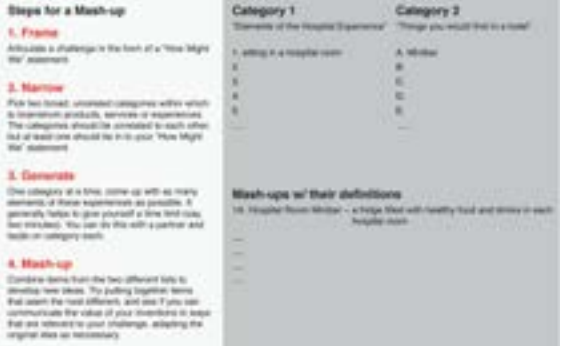 Steps for a Mash-up
1. Frame
Articulate a challenge in the form of a "How Might
We" statement
2. Narrow
Pick two broad, unrelated categories within which
to brainstorm products, services or experiences.
The categories should be unrelated to each other,
but at least one should be in to your "How Might
We" statement
3. Generate
One category at a time, come up with as many
elements of these experiences as possible. It
generally helps to give yourself a time limit (say,
two minutes). You can do this with a partner and
on category each.
4. Mash-up
Combine items from the two different lists to
develop new ideas. Try putting together items
that seem the most different, and see if you can
communicate the value of your inventions in ways
that are relevant to your challenge, adapting the
original idea as necessary.
Category 1
"Elements of the Hospital Experience"
1. sitting in a hospital room
2.
3.
4.
5.
....
Category 2
"Things you would find in a hotel"
A. Minibar
B.
C.
D.
E.
....
Mash-ups w/ their definitions
1A. Hospital Room Minibar – a fridge filled with healthy food and drinks in each
hospital room
....
....
....
....